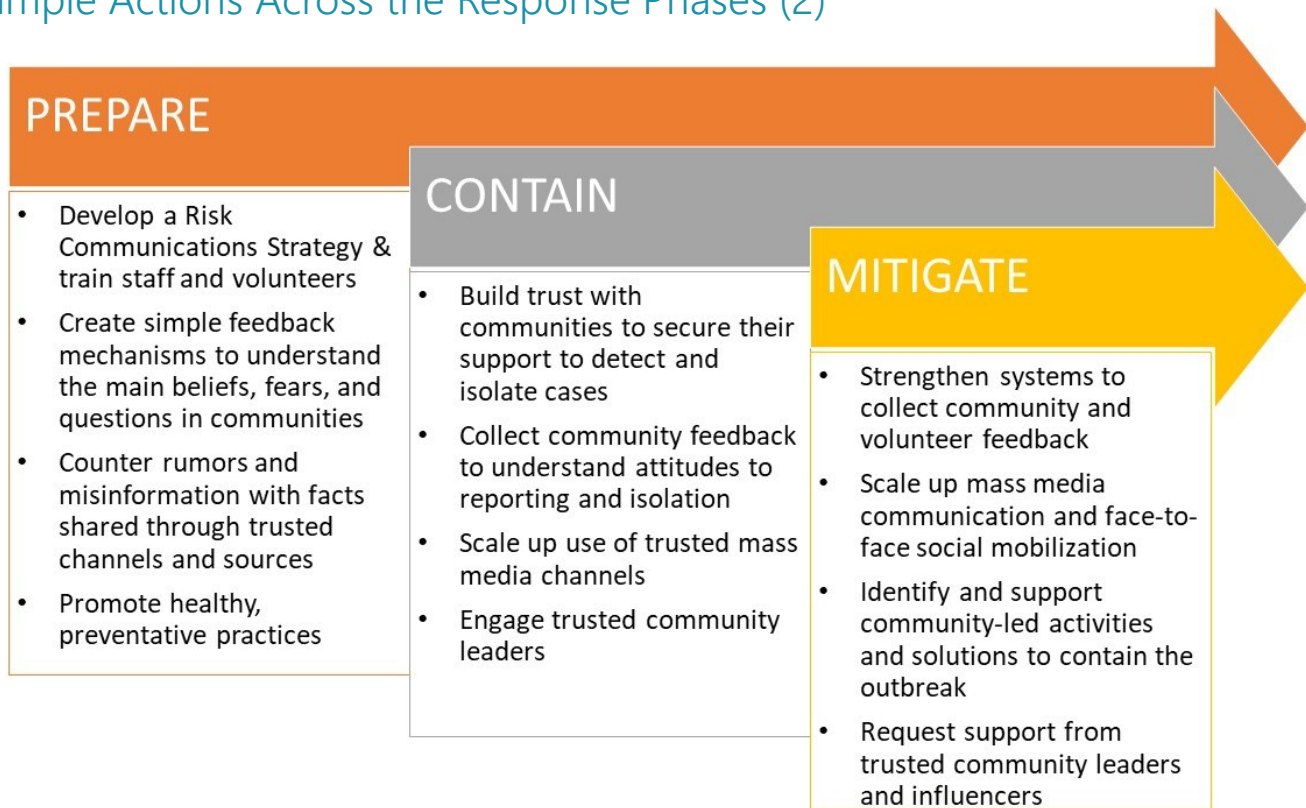 mple Actions Across the Response Phases (2)
PREPARE
• Develop a Risk
Communications Strategy &
train staff and volunteers
• Create simple feedback
mechanisms to understand
the main beliefs, fears, and
questions in communities
• Counter rumors and
misinformation with facts
shared through trusted
channels and sources
• Promote healthy,
preventative practices
CONTAIN
• Build trust with
communities to secure their
support to detect and
isolate cases
• Collect community feedback
to understand attitudes to
reporting and isolation
• Scale up use of trusted mass
media channels
• Engage trusted community
leaders
MITIGATE
• Strengthen systems to
collect community and
volunteer feedback
• Scale up mass media
communication and face-to-
face social mobilization
• Identify and support
community-led activities
and solutions to contain the
outbreak
• Request support from
trusted community leaders
and influencers